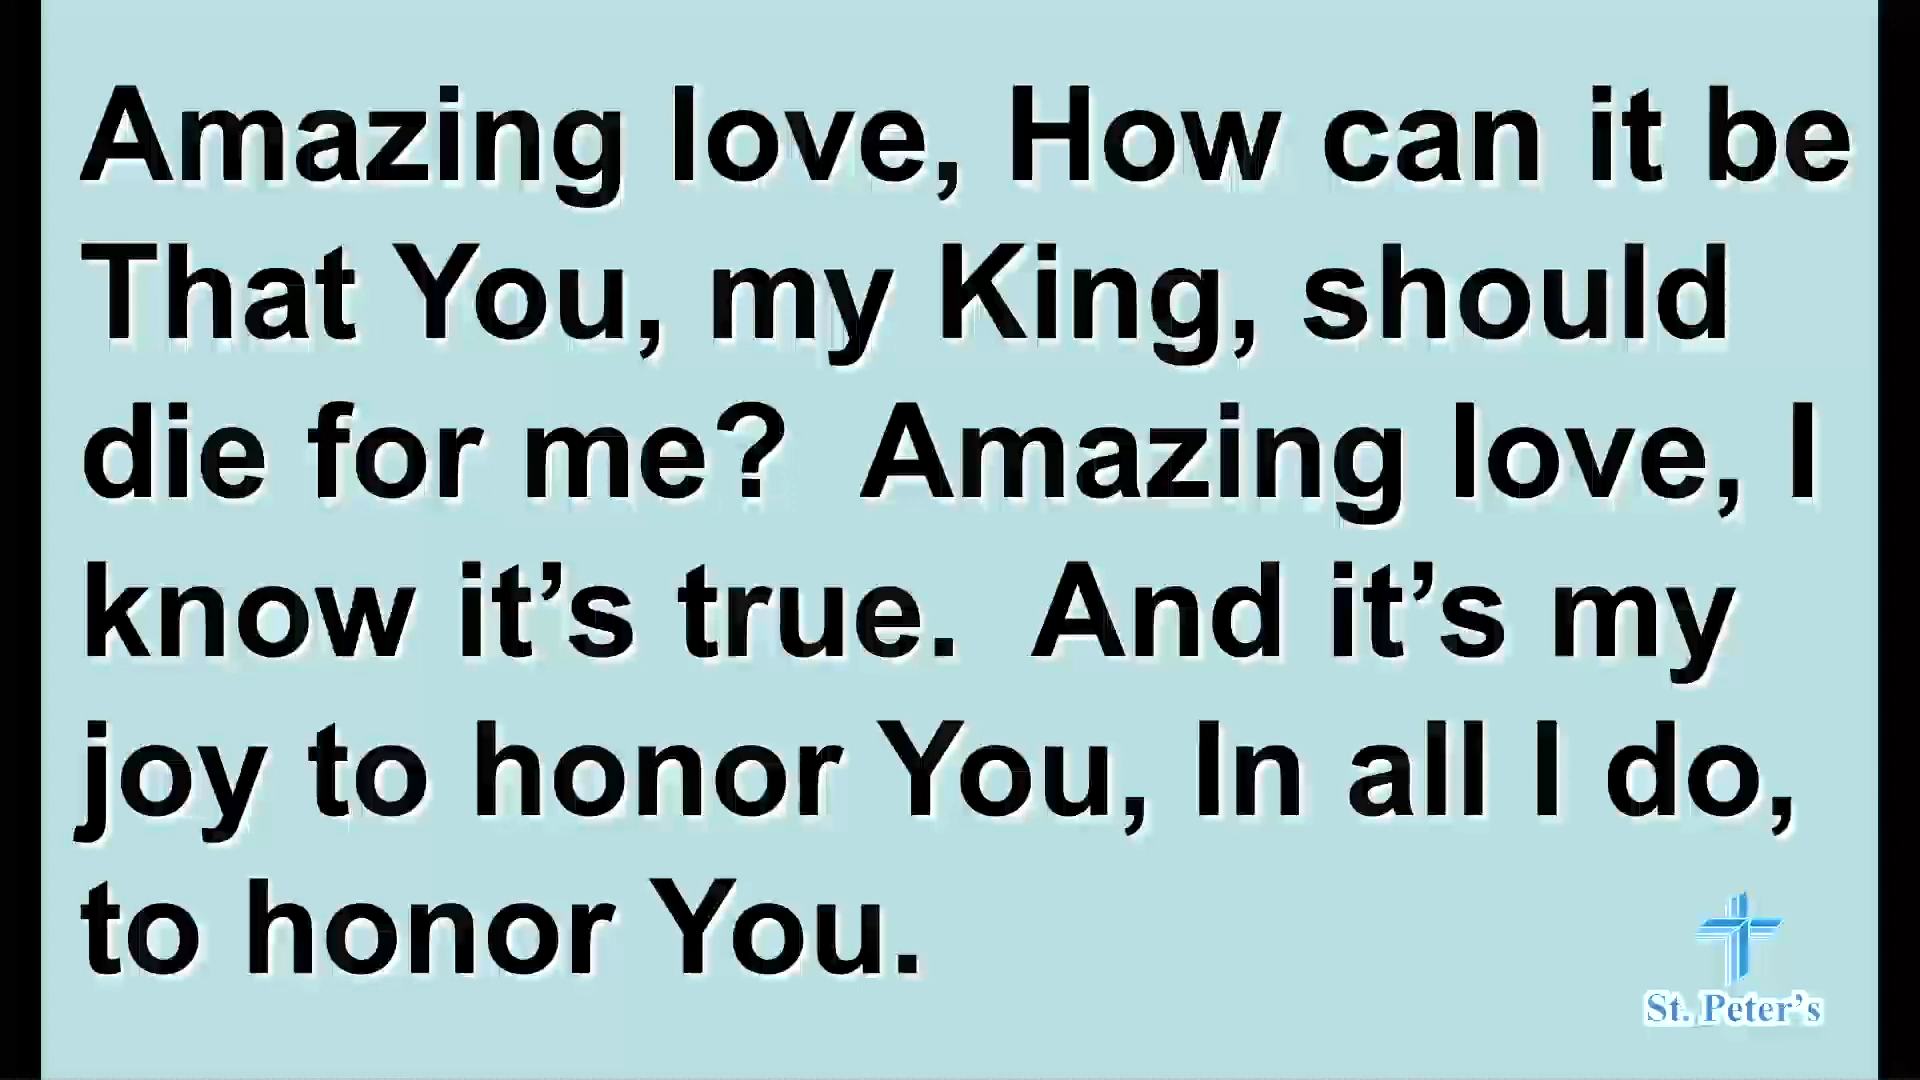 Amazing love, How can it be
That You, my King, should
die for me?  Amazing love, I
know it’s true.  And it’s my
joy to honor You, In all I do,
to honor You.
St. Peter’s